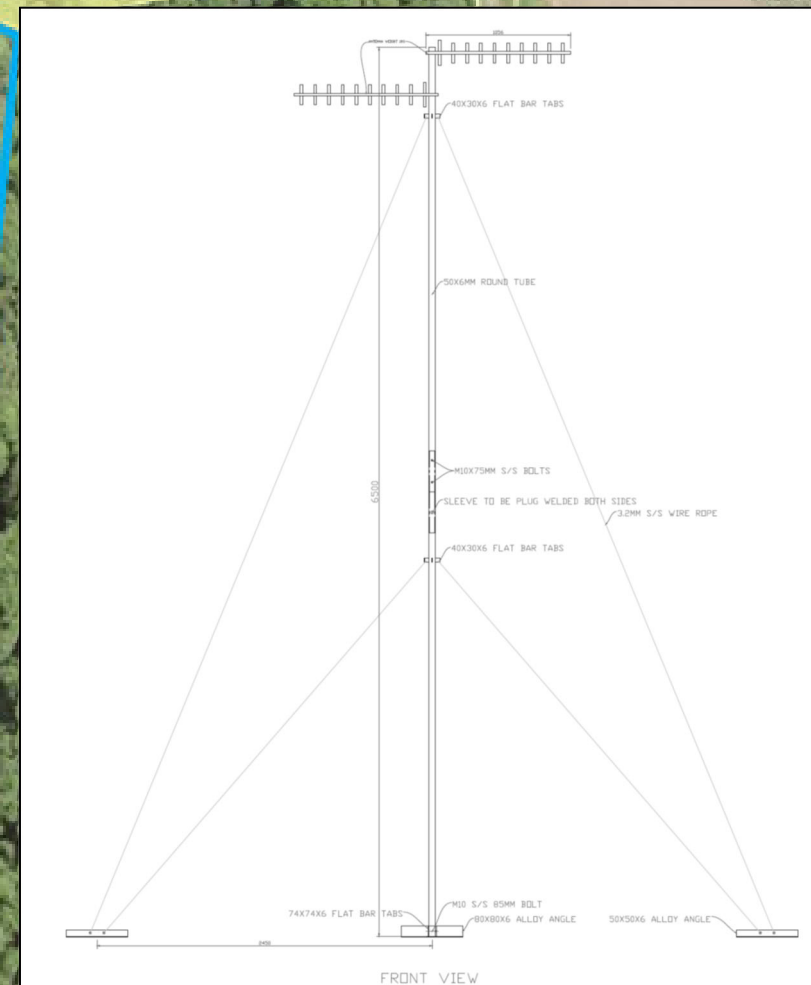 1056
40X30X6 FLAT BAR TABS
50X6MM ROUND TUBE
M10X75MM S/S BOLTS
6500
SLEEVE TO BE PLUG WELDED BOTH SIDES
3.2MM S/S WIRE ROPE
40X30X6 FLAT BAR TABS
74X74X6 FLAT BAR TABS
M10 S/S 85MM BOLT
80X80X6 ALLOY ANGLE
50X50X6 ALLOY ANGLE
2450
FRONT VIEW